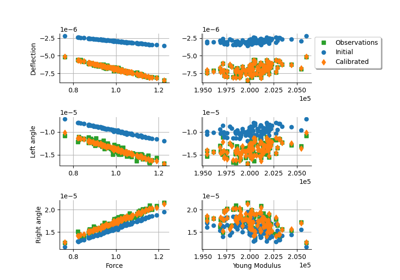 1e−6
1e−6
Deflection
−2.5
−5.0
−7.5
−2.5
−5.0
−7.5
Observations
Initial
Calibrated
0.8
1.0
1.2
1.950
1.975
2.000
2.025
2.050
1e5
1e−5
1e−5
Left angle
−1.0
−1.5
−1.0
−1.5
0.8
1.0
1.2
1.950
1.975
2.000
2.025
2.050
1e5
1e−5
1e−5
Right angle
2.0
1.5
2.0
1.5
0.8
1.0
1.2
1.950
1.975
2.000
2.025
2.050
Force
Young Modulus
1e5